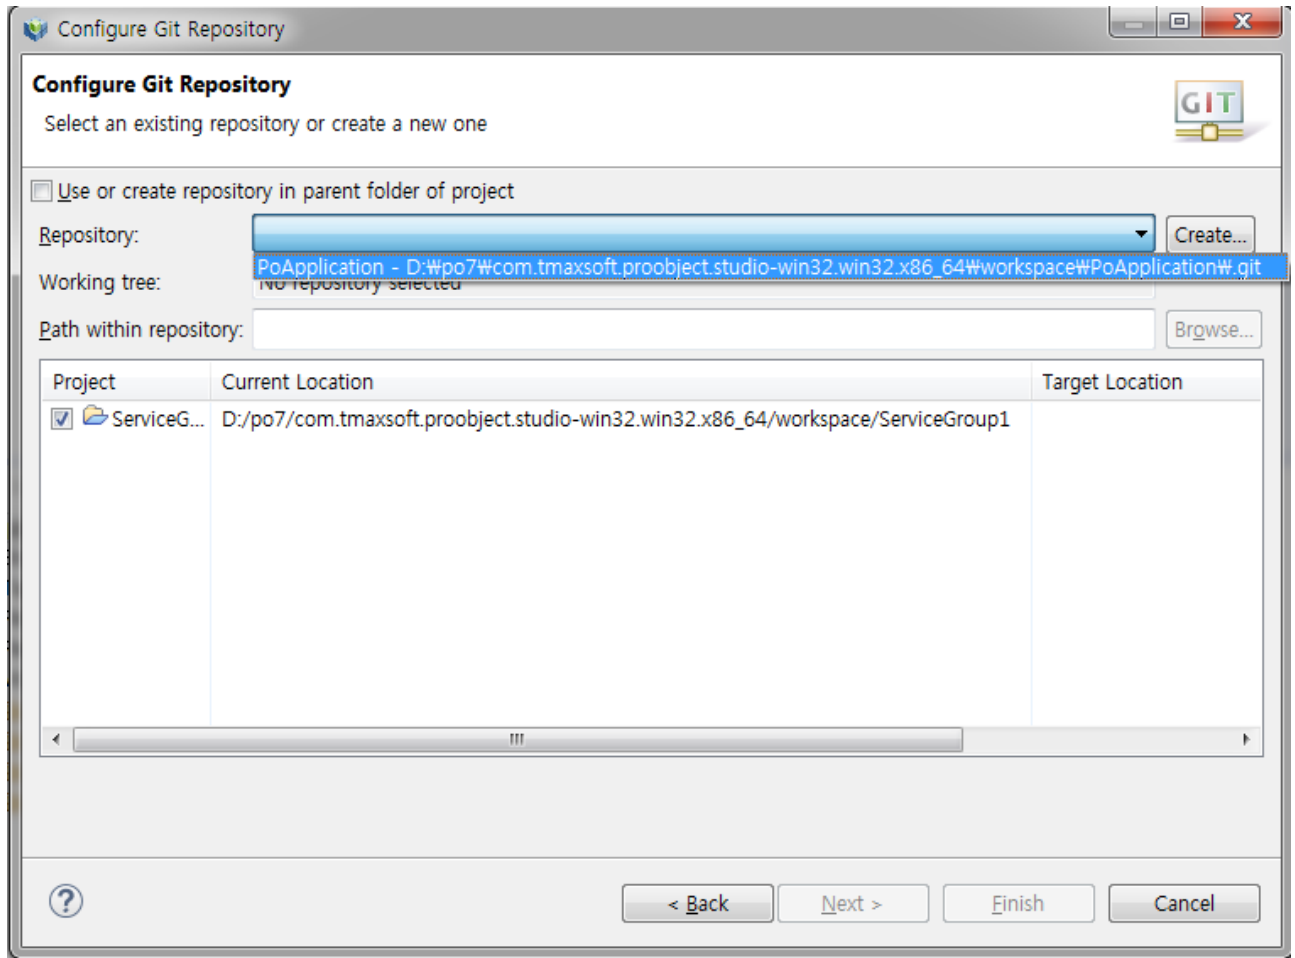 Configure Git Repository
Configure Git Repository
GIT
Select an existing repository or create a new one
Use or create repository in parent folder of project
Repository: Create...
PoApplication - D:₩po7₩com.tmaxsoft.proobject.studio-win32.win32.x86_64₩workspace₩PoApplication₩.git
Working tree: No repository selected
Path within repository: Browse...
Project Current Location Target Location
ServiceG... D:/po7/com.tmaxsoft.proobject.studio-win32.win32.x86_64/workspace/ServiceGroup1
< Back Next > Finish Cancel